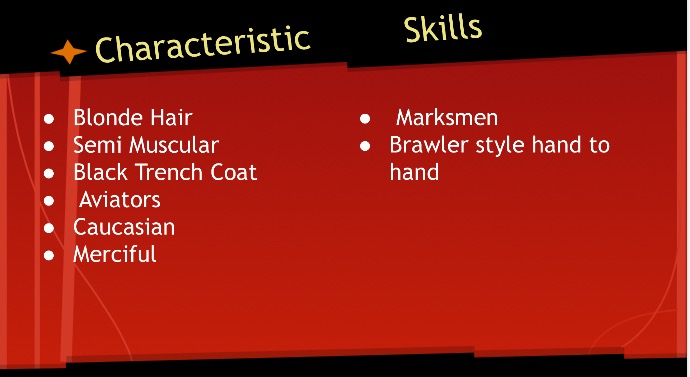 Characteristic
Skills
Blonde Hair
Semi Muscular
Black Trench Coat
Aviators
Caucasian
Merciful
Marksmen
Brawler style hand to
hand